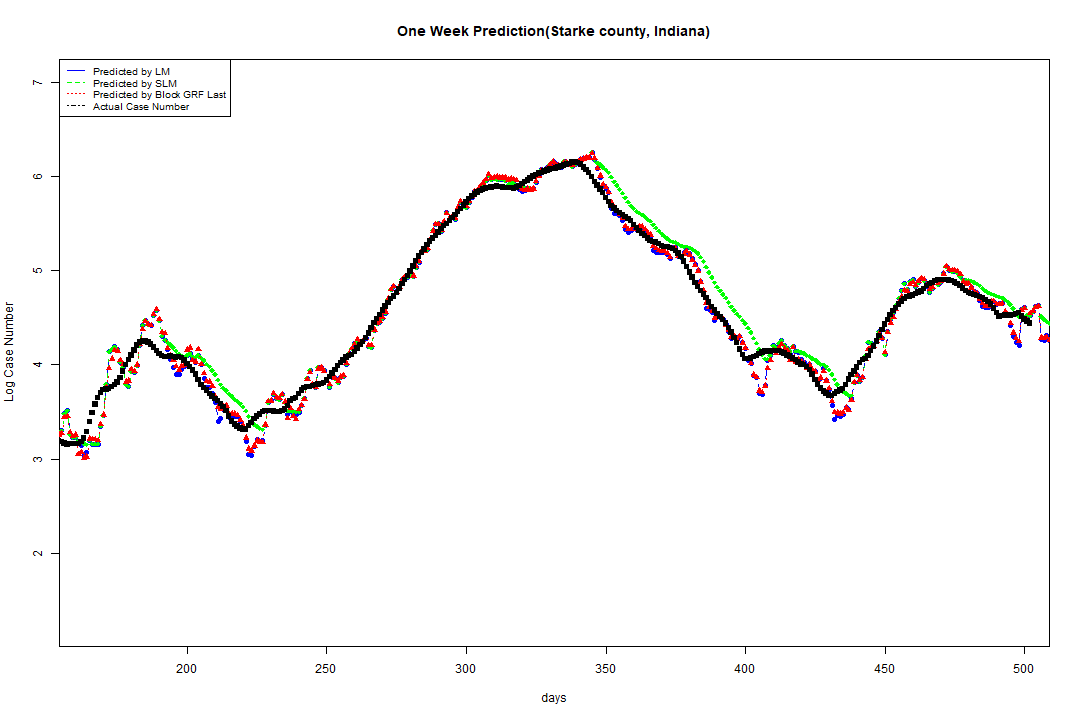 One Week Prediction(Starke county, Indiana)
Predicted by LM
Predicted by SLM
Predicted by Block GRF Last
Actual Case Number
Log Case Number
7
6
5
4
3
2
200 250 300 350 400 450 500
days